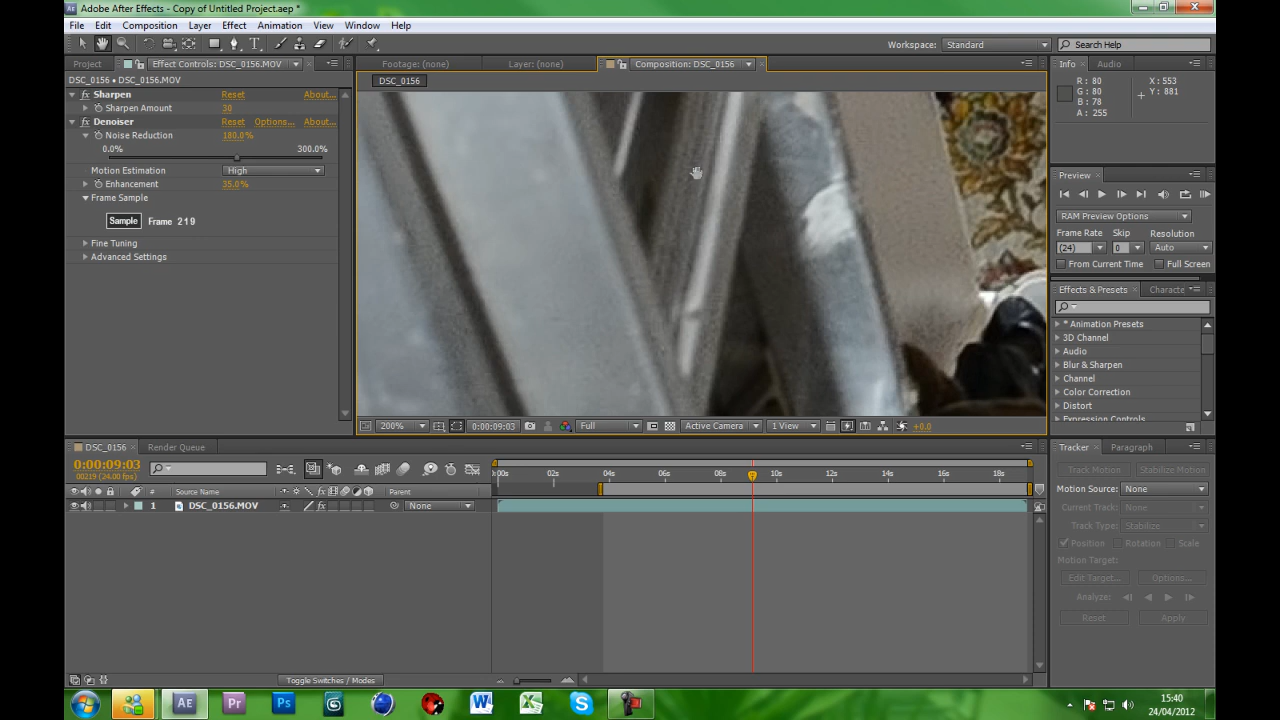 Adobe After Effects - Copy of Untitled Project.aep *
File Edit Composition Layer Effect Animation View Window Help
Workspace: Standard Search Help
Project Effect Controls: DSC_0156.MOV Footage: (none) Layer: (none) Composition: DSC_0156 Info Audio
DSC_0156 • DSC_0156.MOV
DSC_0156
fx Sharpen Reset About...
Sharpen Amount 30
fx Denoiser Reset Options... About...
Noise Reduction 180.0%
0.0% 300.0%
Motion Estimation High
Enhancement 35.0%
Frame Sample
Sample Frame 219
Fine Tuning
Advanced Settings
R : 80 X : 553
G : 80 Y : 881
B : 78
A : 255
Preview
RAM Preview Options
Frame Rate Skip Resolution
(24) 0 Auto
From Current Time Full Screen
Effects & Presets Characte
* Animation Presets
3D Channel
Audio
Blur & Sharpen
Channel
Color Correction
Distort
Expression Controls
200% 0:00:09:03 Full Active Camera 1 View +0.0
DSC_0156 Render Queue
0:00:09:03
00219 (24.00 fps)
:00s 02s 04s 06s 08s 10s 12s 14s 16s 18s
# Source Name fx Parent
1 DSC_0156.MOV fx None
Toggle Switches / Modes
Tracker Paragraph
Track Motion Stabilize Motion
Motion Source: None
Current Track: None
Track Type: Stabilize
Position Rotation Scale
Motion Target:
Edit Target... Options...
Analyze:
Reset Apply
AE Pr Ps W X S
15:40
24/04/2012